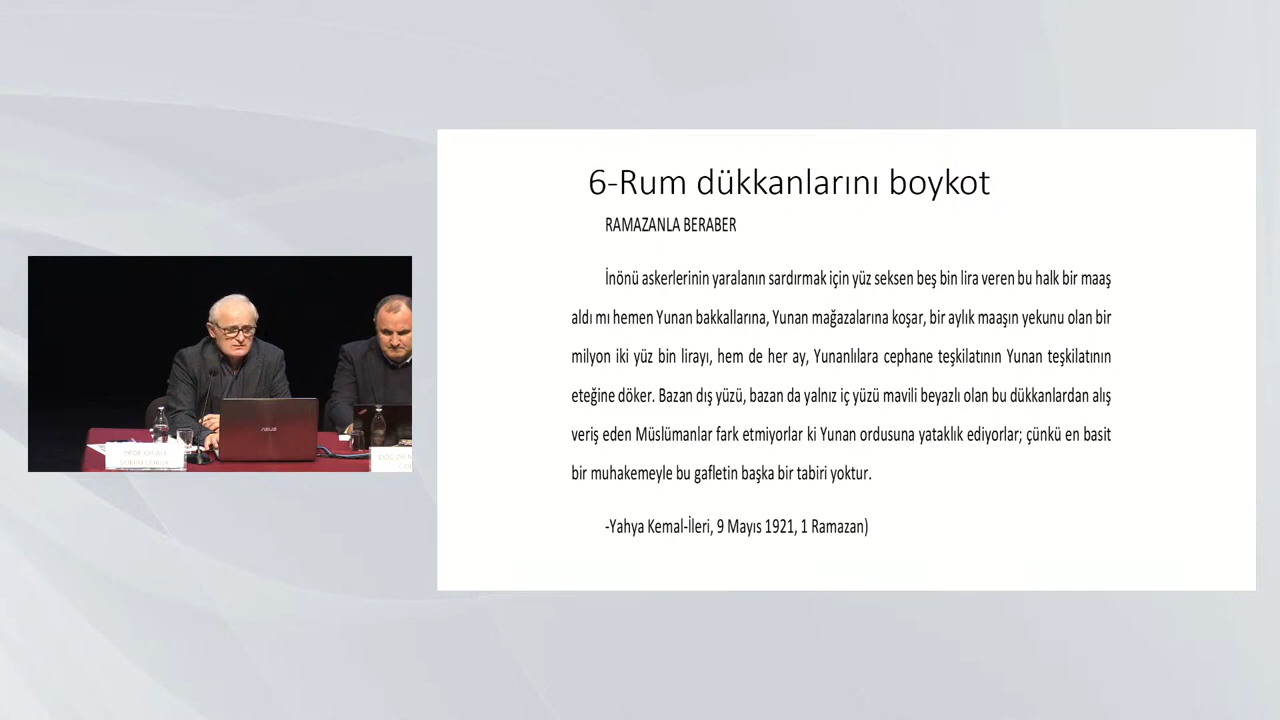 6-Rum dükkanlarını boykot
RAMAZANLA BERABER
İnönü askerlerinin yaralanın sardırmak için yüz seksen beş bin lira veren bu halk bir maaş
aldı mı hemen Yunan bakkallarına, Yunan mağazalarına koşar, bir aylık maaşın yekunu olan bir
milyon iki yüz bin lirayı, hem de her ay, Yunanlılara cephane teşkilatının Yunan teşkilatının
eteğine döker. Bazan dış yüzü, bazan da yalnız iç yüzü mavili beyazlı olan bu dükkanlardan alış
veriş eden Müslümanlar fark etmiyorlar ki Yunan ordusuna yataklık ediyorlar; çünkü en basit
bir muhakemeyle bu gafletin başka bir tabiri yoktur.
-Yahya Kemal-İleri, 9 Mayıs 1921, 1 Ramazan)
ASUS
PROF. DR.